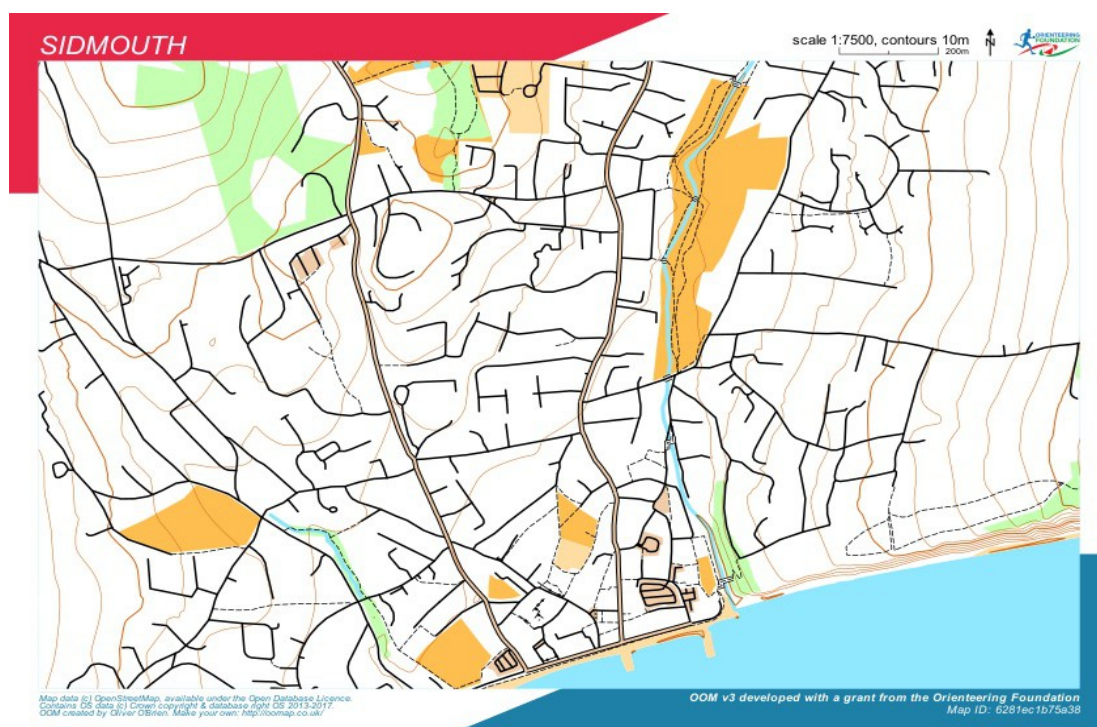 SIDMOUTH
scale 1:7500, contours 10m
200m
N
ORIENTEERING
FOUNDATION
Map data (c) OpenStreetMap, available under the Open Database Licence.
Contains OS data (c) Crown copyright & database right OS 2013-2017.
OOM created by Oliver O'Brien. Make your own: http://oomap.co.uk/
OOM v3 developed with a grant from the Orienteering Foundation
Map ID: 6281ec1b75a38